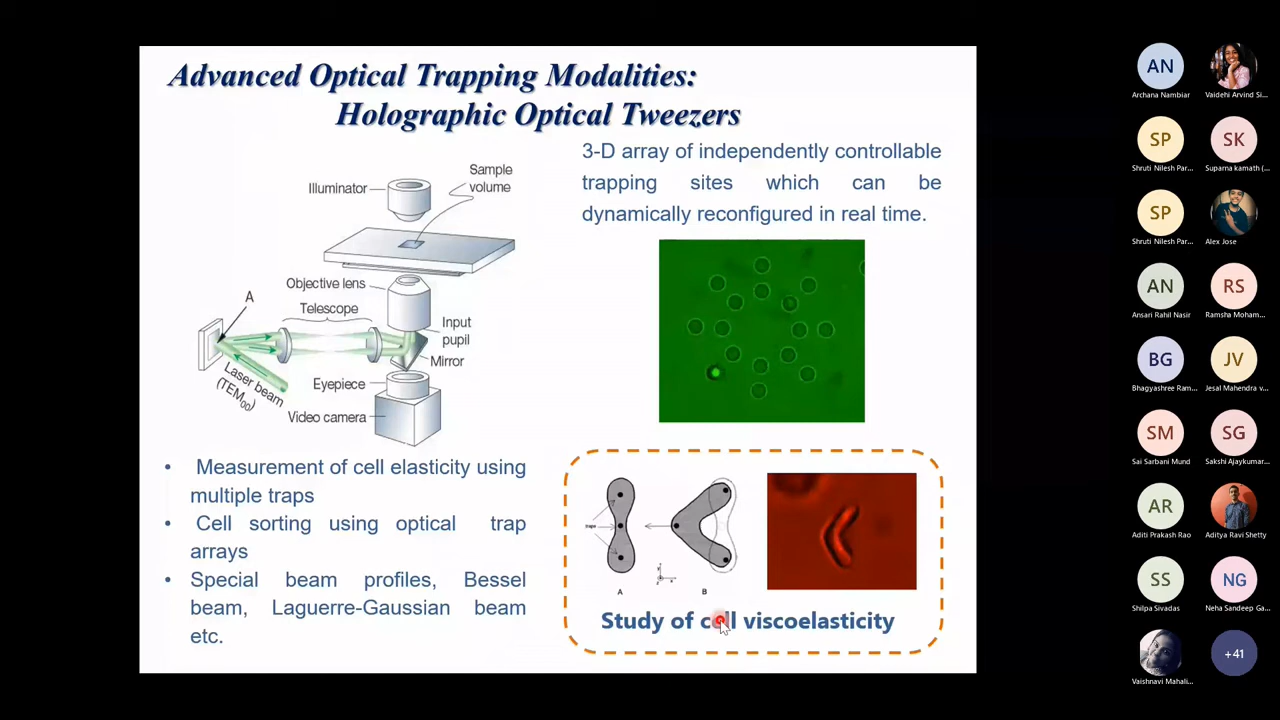 Advanced Optical Trapping Modalities:
Holographic Optical Tweezers
3-D array of independently controllable
trapping sites which can be
dynamically reconfigured in real time.
Illuminator
Sample
volume
Objective lens
A
Telescope
Input
pupil
Mirror
Laser beam
(TEM₀₀)
Eyepiece
Video camera
• Measurement of cell elasticity using
multiple traps
• Cell sorting using optical trap
arrays
• Special beam profiles, Bessel
beam, Laguerre-Gaussian beam
etc.
A
B
Study of cell viscoelasticity
AN
Archana Nambiar
Vaidehi Arvind Si...
SP
Shruti Nilesh Par...
SK
Suparna kamath (...
SP
Shruti Nilesh Par...
Alex Jose
AN
Ansari Rahil Nasir
RS
Ramsha Moham...
BG
Bhagyashree Ram...
JV
Jesal Mahendra v...
SM
Sai Sarbani Mund
SG
Sakshi Ajaykumar...
AR
Aditi Prakash Rao
Aditya Ravi Shetty
SS
Shilpa Sivadas
NG
Neha Sandeep Ga...
Vaishnavi Mahali...
+41